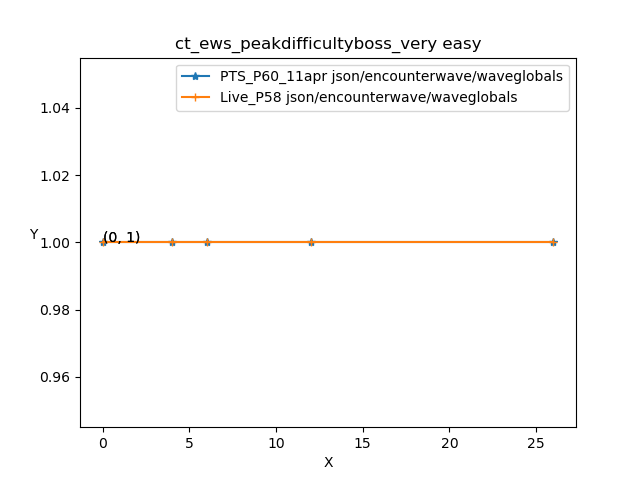 ct_ews_peakdifficultyboss_very easy
PTS_P60_11apr json/encounterwave/waveglobals
Live_P58 json/encounterwave/waveglobals
1.04
1.02
Y
1.00
(0, 1)
0.98
0.96
0
5
10
15
20
25
X